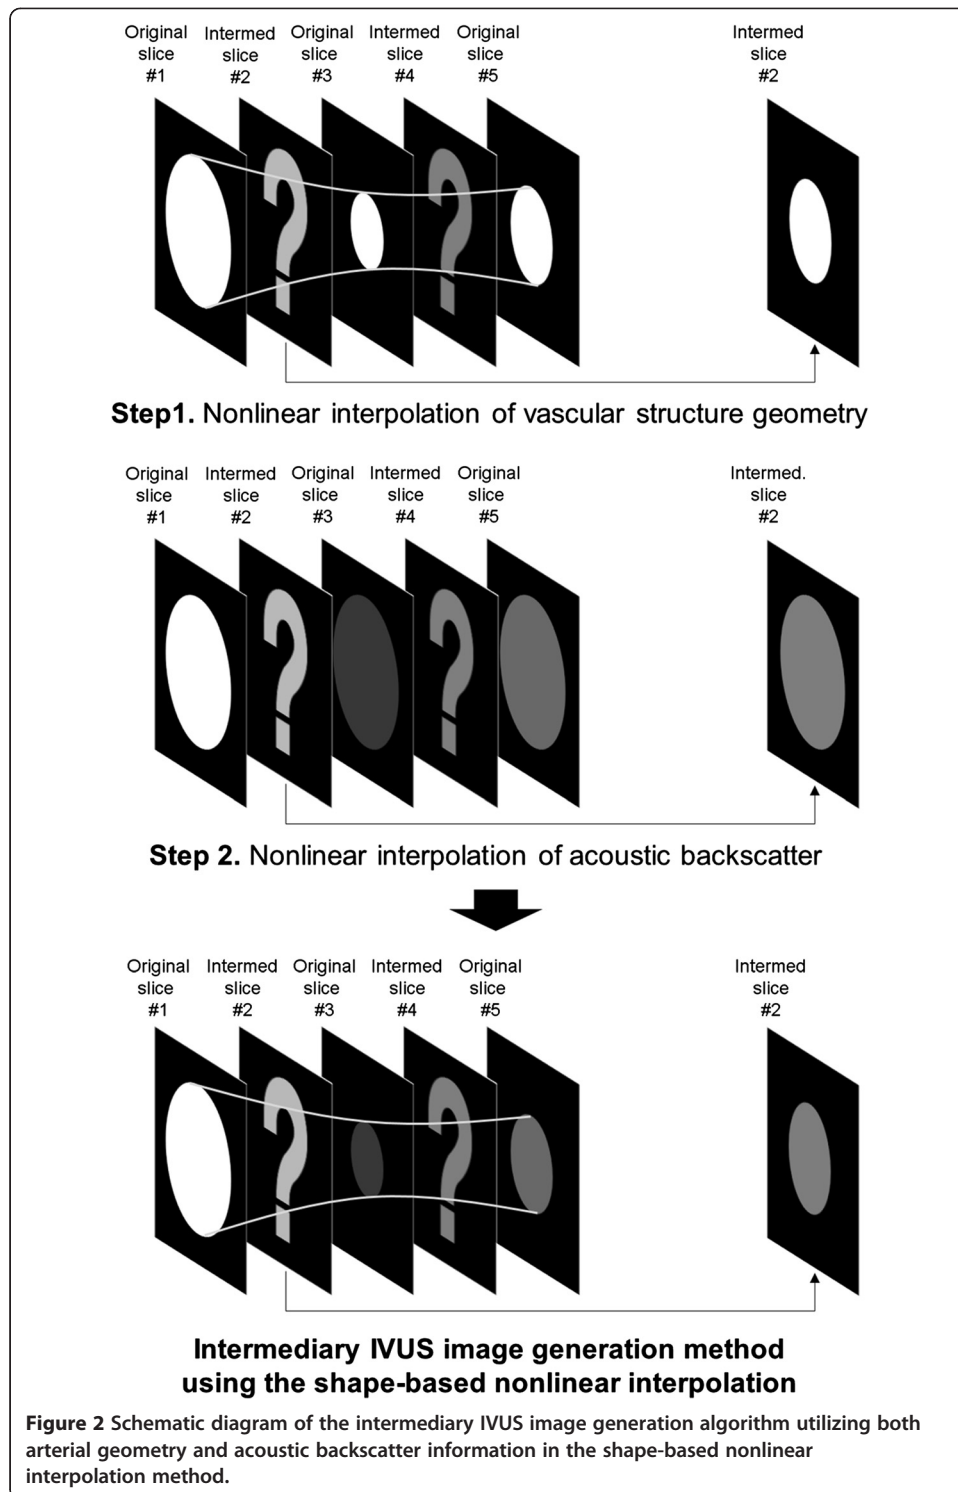 Original Intermed Original Intermed Original Intermed
slice slice slice slice slice slice
#1 #2 #3 #4 #5 #2
? ?
Step1. Nonlinear interpolation of vascular structure geometry
Original Intermed Original Intermed Original Intermed.
slice slice slice slice slice slice
#1 #2 #3 #4 #5 #2
? ?
Step 2. Nonlinear interpolation of acoustic backscatter
Original Intermed Original Intermed Original Intermed
slice slice slice slice slice slice
#1 #2 #3 #4 #5 #2
? ?
Intermediary IVUS image generation method
using the shape-based nonlinear interpolation
Figure 2 Schematic diagram of the intermediary IVUS image generation algorithm utilizing both
arterial geometry and acoustic backscatter information in the shape-based nonlinear
interpolation method.